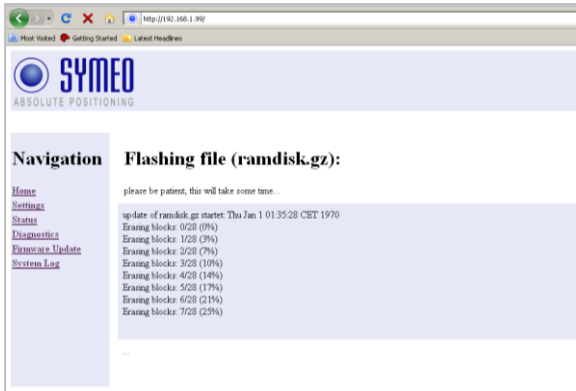 http://192.168.1.99/
Most Visited Getting Started Latest Headlines
SYMEO
ABSOLUTE POSITIONING
Navigation
Home
Settings
Status
Diagnostics
Firmware Update
System Log
Flashing file (ramdisk.gz):
please be patient, this will take some time...
update of ramdisk.gz startet: Thu Jan 1 01:35:28 CET 1970
Erasing blocks: 0/28 (0%)
Erasing blocks: 1/28 (3%)
Erasing blocks: 2/28 (7%)
Erasing blocks: 3/28 (10%)
Erasing blocks: 4/28 (14%)
Erasing blocks: 5/28 (17%)
Erasing blocks: 6/28 (21%)
Erasing blocks: 7/28 (25%)
...